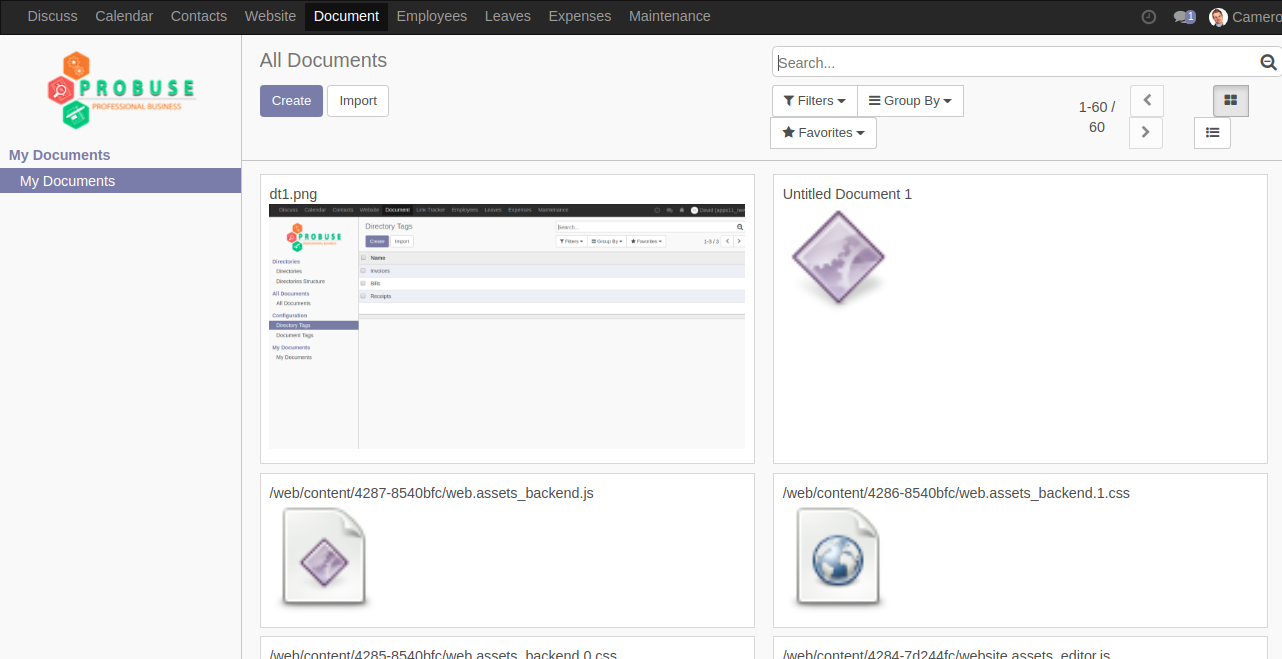 Discuss Calendar Contacts Website Document Employees Leaves Expenses Maintenance 1 Camero
PROBUSE
PROFESSIONAL BUSINESS
My Documents
My Documents
All Documents
Search...
Create Import
Filters Group By
Favorites
1-60 /
60
dt1.png
Discuss Calendar Contacts Website Document Link Tracker Employees Leaves Expenses Maintenance
PROBUSE
Directory Tags
Search...
Create Import
Filters Group By Favorites 1-3 / 3
Directories
Directories
Directories Structure
All Documents
All Documents
Configuration
Directory Tags
Document Tags
My Documents
My Documents
Name
Invoices
Bills
Receipts
Untitled Document 1
/web/content/4287-8540bfc/web.assets_backend.js
/web/content/4286-8540bfc/web.assets_backend.1.css
/web/content/4285-8540bfc/web.assets_backend.0.css
/web/content/4284-7d244fc/website.assets_editor.js